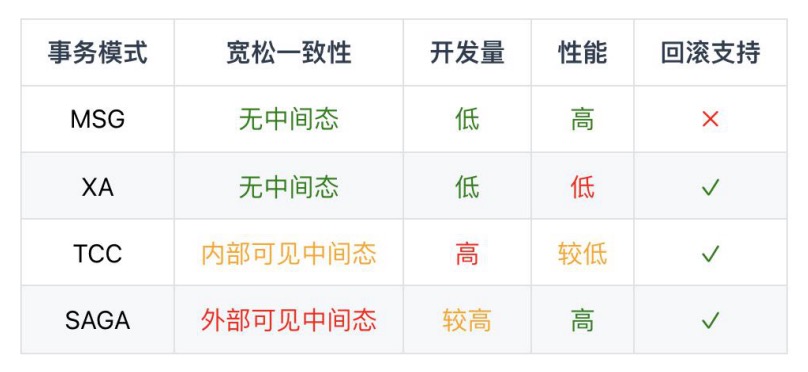 事务模式 宽松一致性 开发量 性能 回滚支持
MSG 无中间态 低 高 ×
XA 无中间态 低 低 ✓
TCC 内部可见中间态 高 较低 ✓
SAGA 外部可见中间态 较高 高 ✓